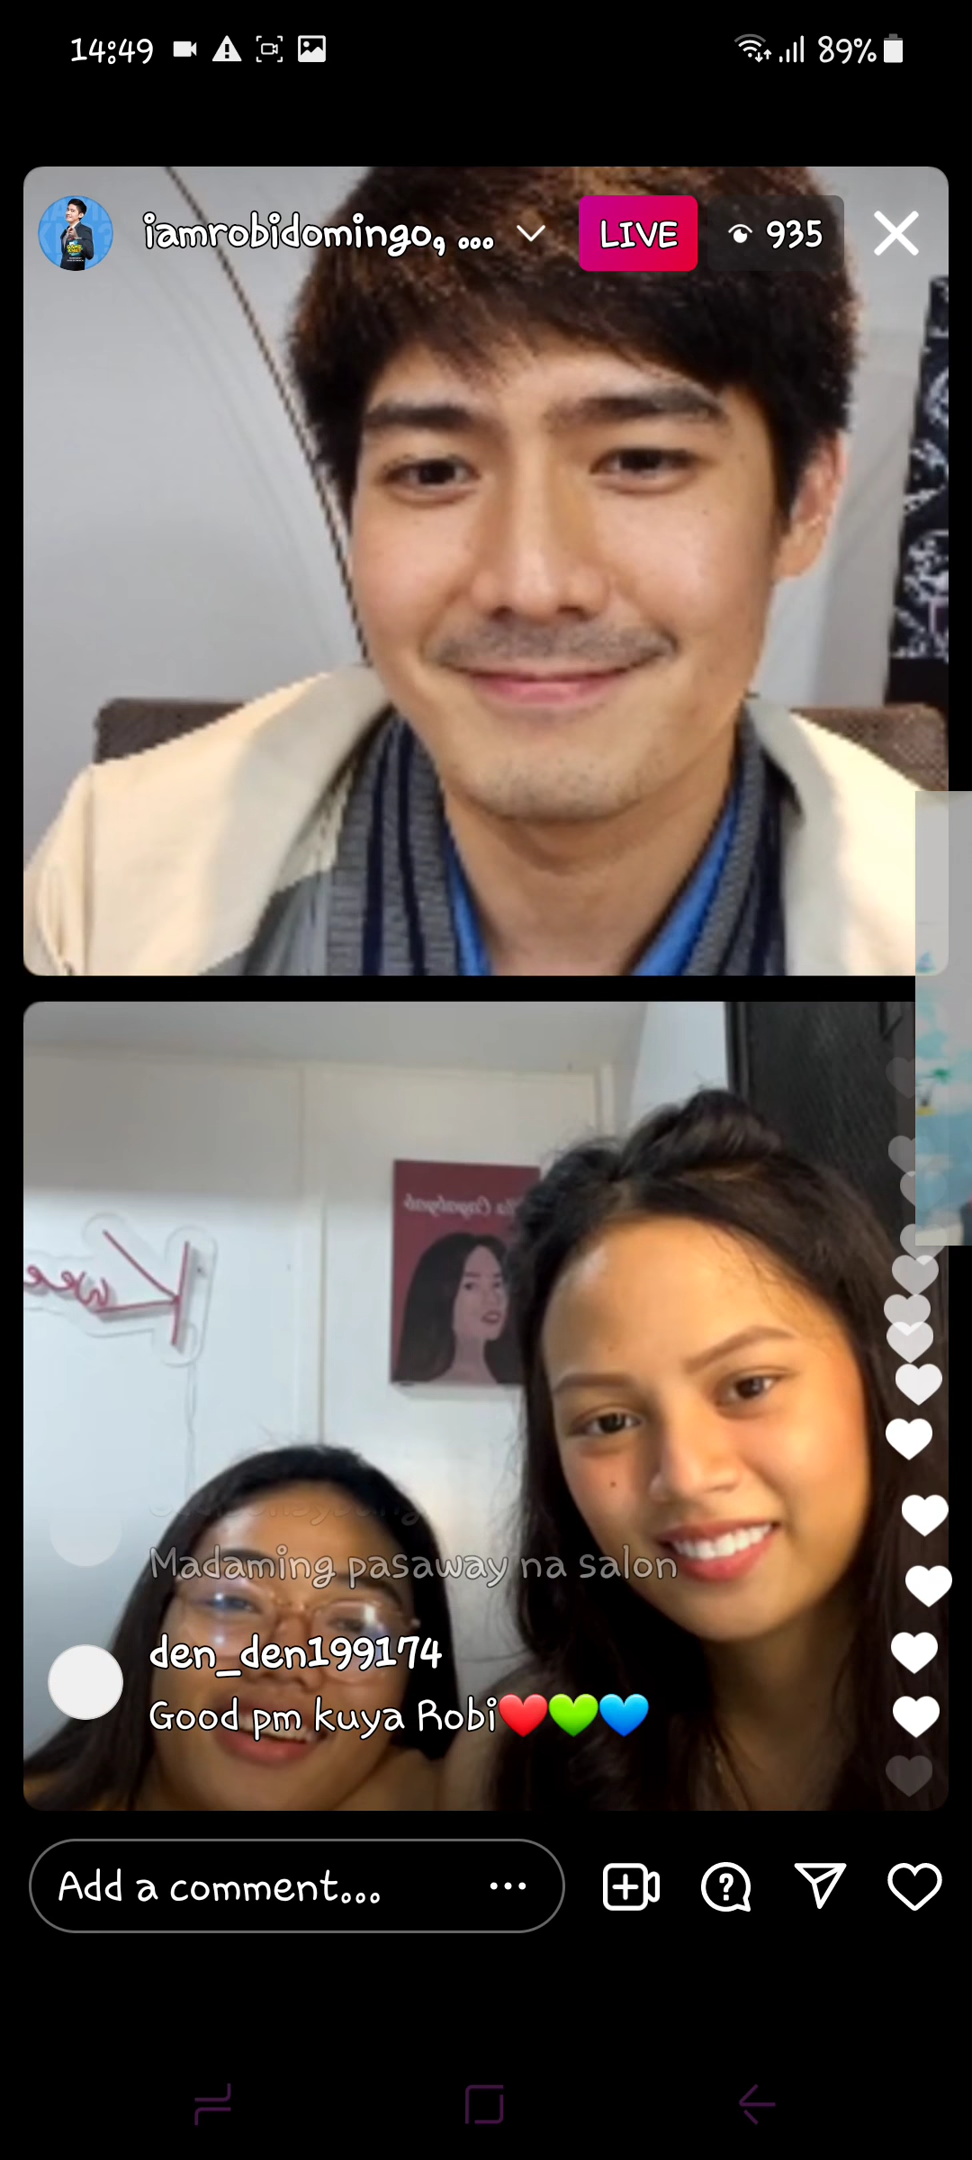 14:49
89%
iamrobidomingo, ...
LIVE
935
Madaming pasaway na salon
den_den199174
Good pm kuya Robi❤️💚💙
Add a comment...